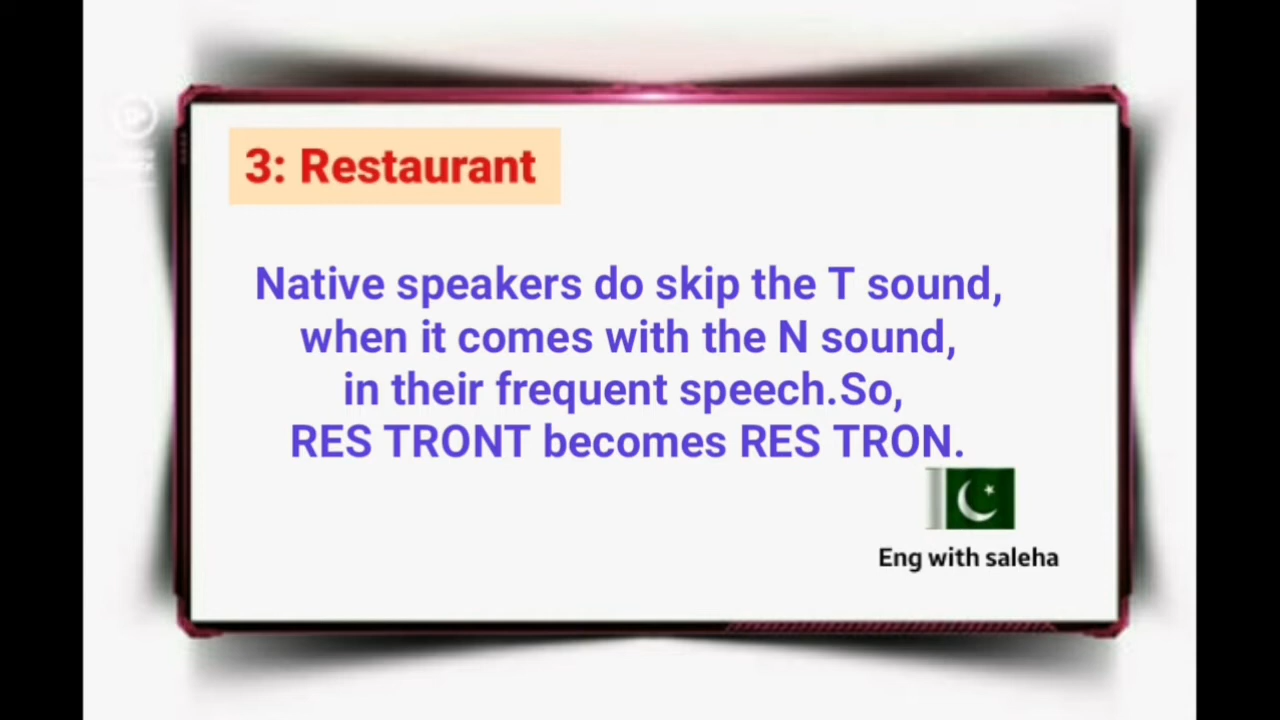 3: Restaurant
Native speakers do skip the T sound,
when it comes with the N sound,
in their frequent speech.So,
RES TRONT becomes RES TRON.
Eng with saleha